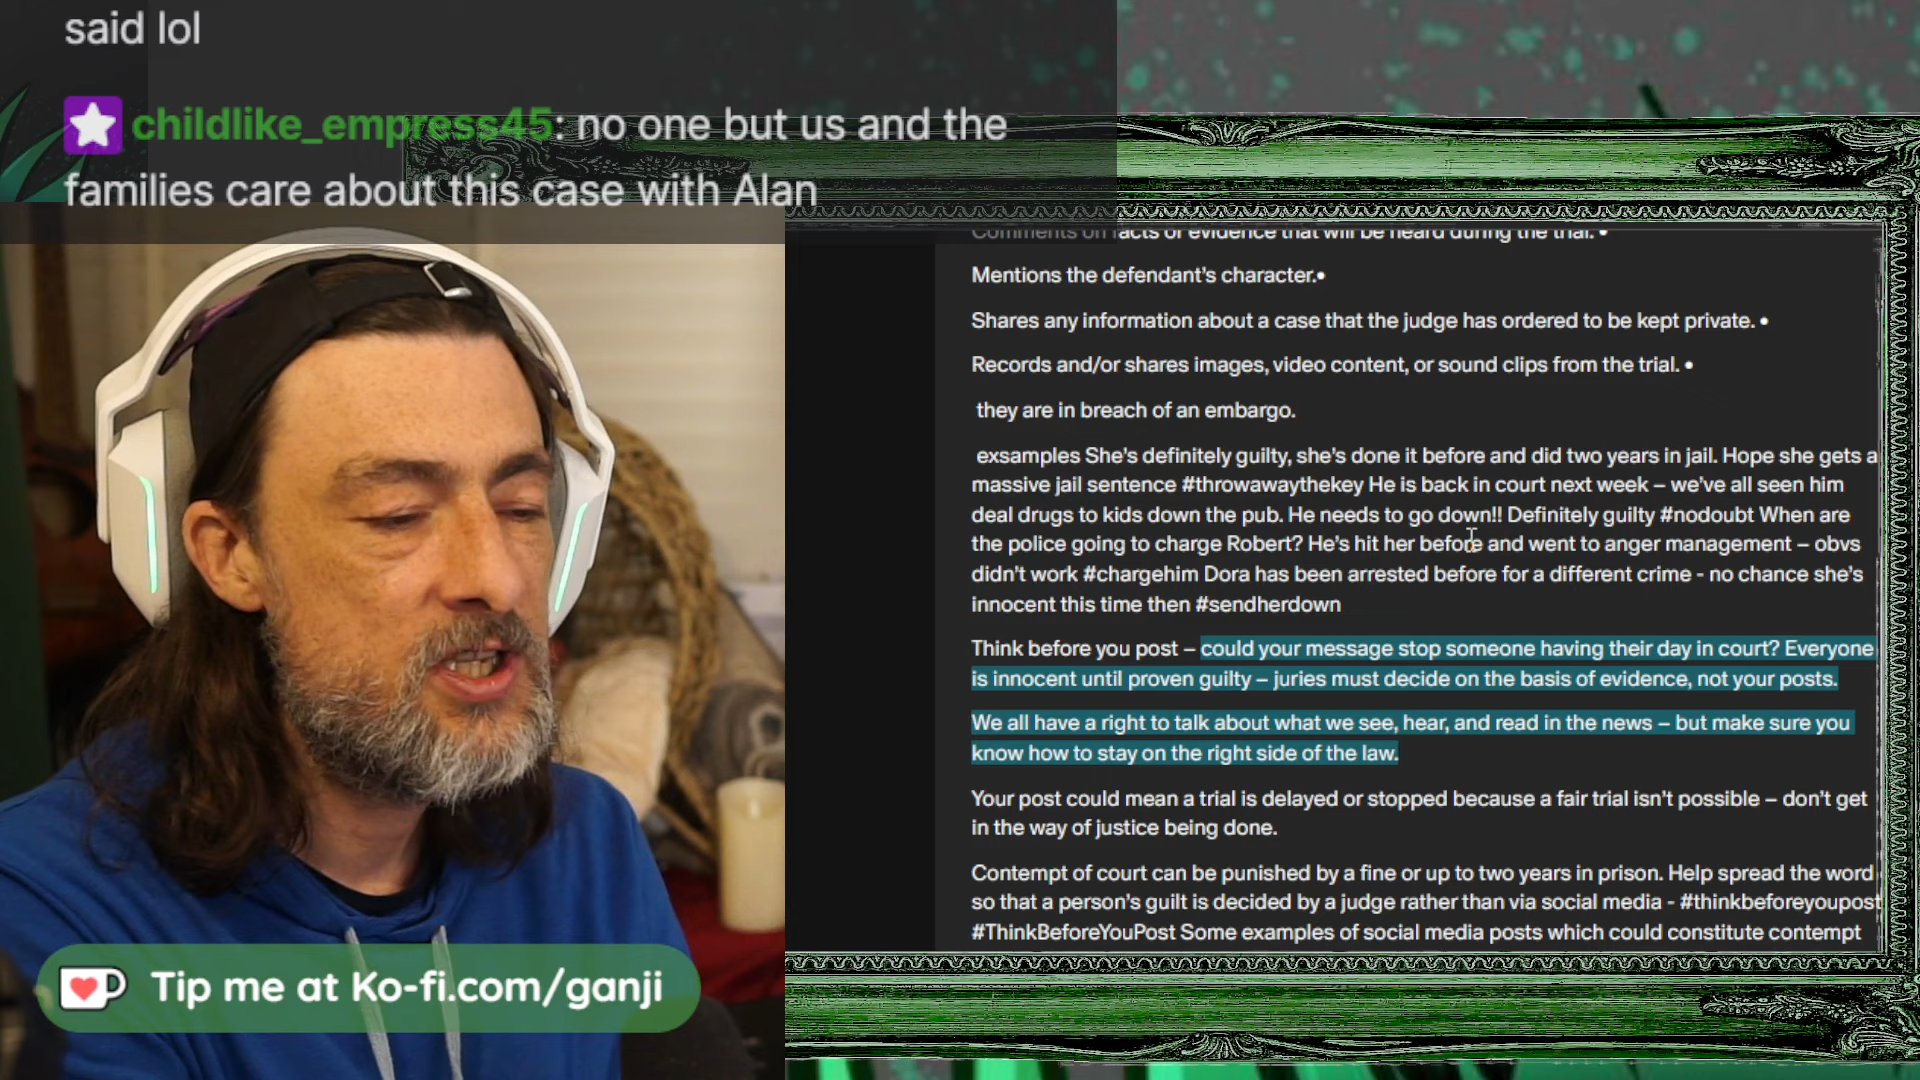 said lol
childlike_empress45: no one but us and the
families care about this case with Alan
Comments on facts or evidence that will be heard during the trial. •
Mentions the defendant's character.•
Shares any information about a case that the judge has ordered to be kept private. •
Records and/or shares images, video content, or sound clips from the trial. •
they are in breach of an embargo.
exsamples She's definitely guilty, she's done it before and did two years in jail. Hope she gets a
massive jail sentence #throwawaythekey He is back in court next week – we've all seen him
deal drugs to kids down the pub. He needs to go down!! Definitely guilty #nodoubt When are
the police going to charge Robert? He's hit her before and went to anger management – obvs
didn't work #chargehim Dora has been arrested before for a different crime - no chance she's
innocent this time then #sendherdown
Think before you post – could your message stop someone having their day in court? Everyone
is innocent until proven guilty – juries must decide on the basis of evidence, not your posts.
We all have a right to talk about what we see, hear, and read in the news – but make sure you
know how to stay on the right side of the law.
Your post could mean a trial is delayed or stopped because a fair trial isn't possible – don't get
in the way of justice being done.
Contempt of court can be punished by a fine or up to two years in prison. Help spread the word
so that a person's guilt is decided by a judge rather than via social media - #thinkbeforeyoupost
#ThinkBeforeYouPost Some examples of social media posts which could constitute contempt
Tip me at Ko-fi.com/ganji